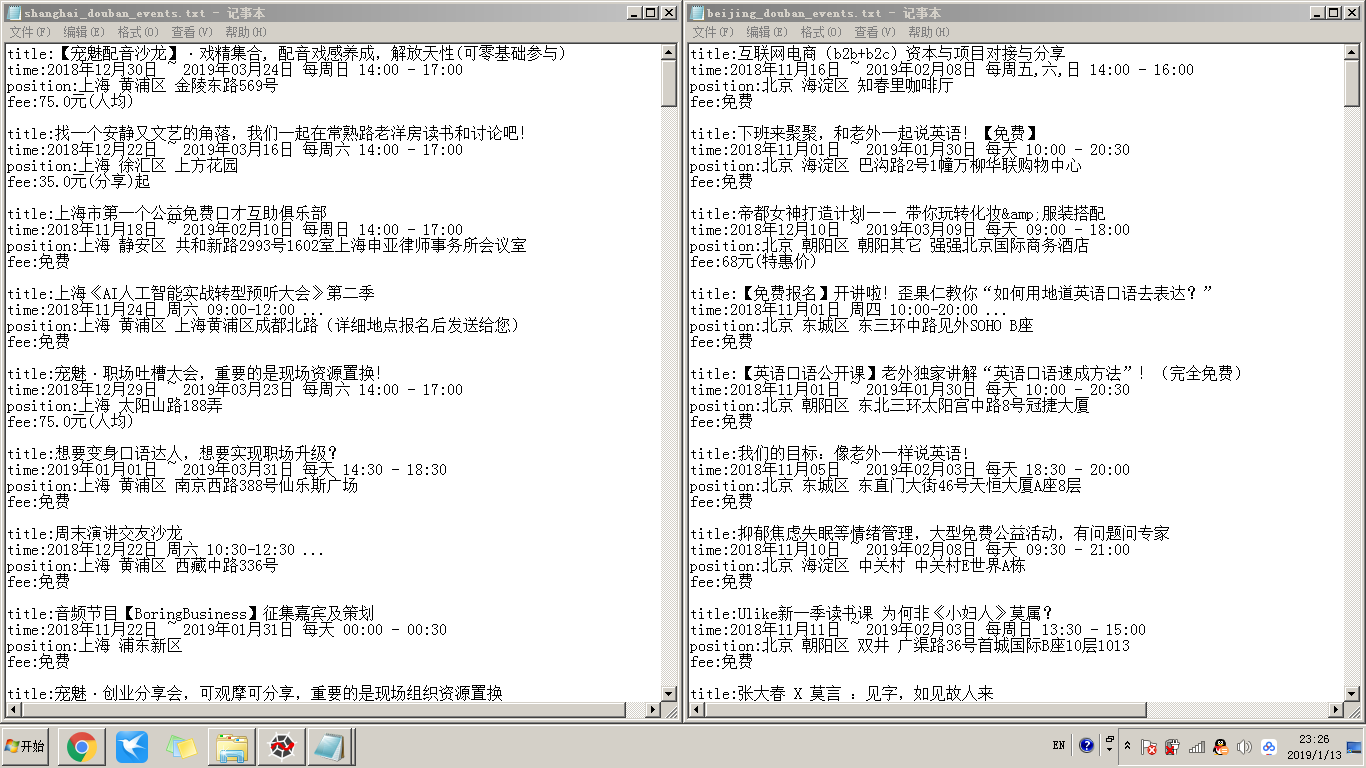 shanghai_douban_events.txt - 记事本
文件(F) 编辑(E) 格式(O) 查看(V) 帮助(H)
title:【宠魅配音沙龙】·戏精集合，配音戏感养成，解放天性(可零基础参与)
time:2018年12月30日 ~ 2019年03月24日 每周日 14:00 - 17:00
position:上海 黄浦区 金陵东路569号
fee:75.0元(人均)
title:找一个安静又文艺的角落，我们一起在常熟路老洋房读书和讨论吧！
time:2018年12月22日 ~ 2019年03月16日 每周六 14:00 - 17:00
position:上海 徐汇区 上方花园
fee:35.0元(分享)起
title:上海市第一个公益免费口才互助俱乐部
time:2018年11月18日 ~ 2019年02月10日 每周日 14:00 - 17:00
position:上海 静安区 共和新路2993号1602室上海申亚律师事务所会议室
fee:免费
title:上海《AI人工智能实战转型预听大会》第二季
time:2018年11月24日 周六 09:00-12:00 ...
position:上海 黄浦区 上海黄浦区成都北路（详细地点报名后发送给您）
fee:免费
title:宠魅·职场吐槽大会，重要的是现场资源置换！
time:2018年12月29日 ~ 2019年03月23日 每周六 14:00 - 17:00
position:上海 太阳山路188弄
fee:75.0元(人均)
title:想要变身口语达人，想要实现职场升级？
time:2019年01月01日 ~ 2019年03月31日 每天 14:30 - 18:30
position:上海 黄浦区 南京西路388号仙乐斯广场
fee:免费
title:周末演讲交友沙龙
time:2018年12月22日 周六 10:30-12:30 ...
position:上海 黄浦区 西藏中路336号
fee:免费
title:音频节目【BoringBusiness】征集嘉宾及策划
time:2018年11月22日 ~ 2019年01月31日 每天 00:00 - 00:30
position:上海 浦东新区
fee:免费
title:宠魅·创业分享会，可观摩可分享，重要的是现场组织资源置换
beijing_douban_events.txt - 记事本
文件(F) 编辑(E) 格式(O) 查看(V) 帮助(H)
title:互联网电商（b2b+b2c）资本与项目对接与分享
time:2018年11月16日 ~ 2019年02月08日 每周五,六,日 14:00 - 16:00
position:北京 海淀区 知春里咖啡厅
fee:免费
title:下班来聚聚，和老外一起说英语！【免费】
time:2018年11月01日 ~ 2019年01月30日 每天 10:00 - 20:30
position:北京 海淀区 巴沟路2号1幢万柳华联购物中心
fee:免费
title:帝都女神打造计划—— 带你玩转化妆&amp;服装搭配
time:2018年12月10日 ~ 2019年03月09日 每天 09:00 - 18:00
position:北京 朝阳区 朝阳其它 强强北京国际商务酒店
fee:68元(特惠价)
title:【免费报名】开讲啦！歪果仁教你“如何用地道英语口语去表达？”
time:2018年11月01日 周四 10:00-20:00 ...
position:北京 东城区 东三环中路见外SOHO B座
fee:免费
title:【英语口语公开课】老外独家讲解“英语口语速成方法”！（完全免费）
time:2018年11月01日 ~ 2019年01月30日 每天 10:00 - 20:30
position:北京 朝阳区 东北三环太阳宫中路8号冠捷大厦
fee:免费
title:我们的目标：像老外一样说英语！
time:2018年11月05日 ~ 2019年02月03日 每天 18:30 - 20:00
position:北京 东城区 东直门大街46号天恒大厦A座8层
fee:免费
title:抑郁焦虑失眠等情绪管理，大型免费公益活动，有问题问专家
time:2018年11月10日 ~ 2019年02月08日 每天 09:30 - 21:00
position:北京 海淀区 中关村 中关村E世界A栋
fee:免费
title:Ulike新一季读书课 为何非《小妇人》莫属？
time:2018年11月11日 ~ 2019年02月03日 每周日 13:30 - 15:00
position:北京 朝阳区 双井 广渠路36号首城国际B座10层1013
fee:免费
title:张大春 X 莫言 ：见字，如见故人来
开始
EN
23:26
2019/1/13